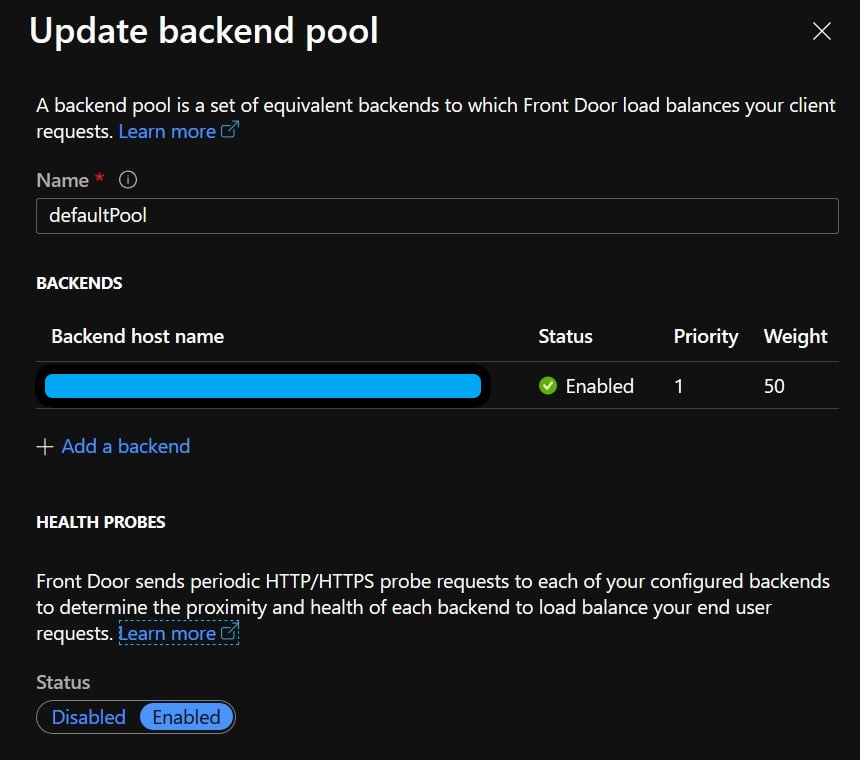 Update backend pool
A backend pool is a set of equivalent backends to which Front Door load balances your client
requests. Learn more
Name *
defaultPool
BACKENDS
Backend host name Status Priority Weight
Enabled 1 50
+ Add a backend
HEALTH PROBES
Front Door sends periodic HTTP/HTTPS probe requests to each of your configured backends
to determine the proximity and health of each backend to load balance your end user
requests. Learn more
Status
Disabled Enabled